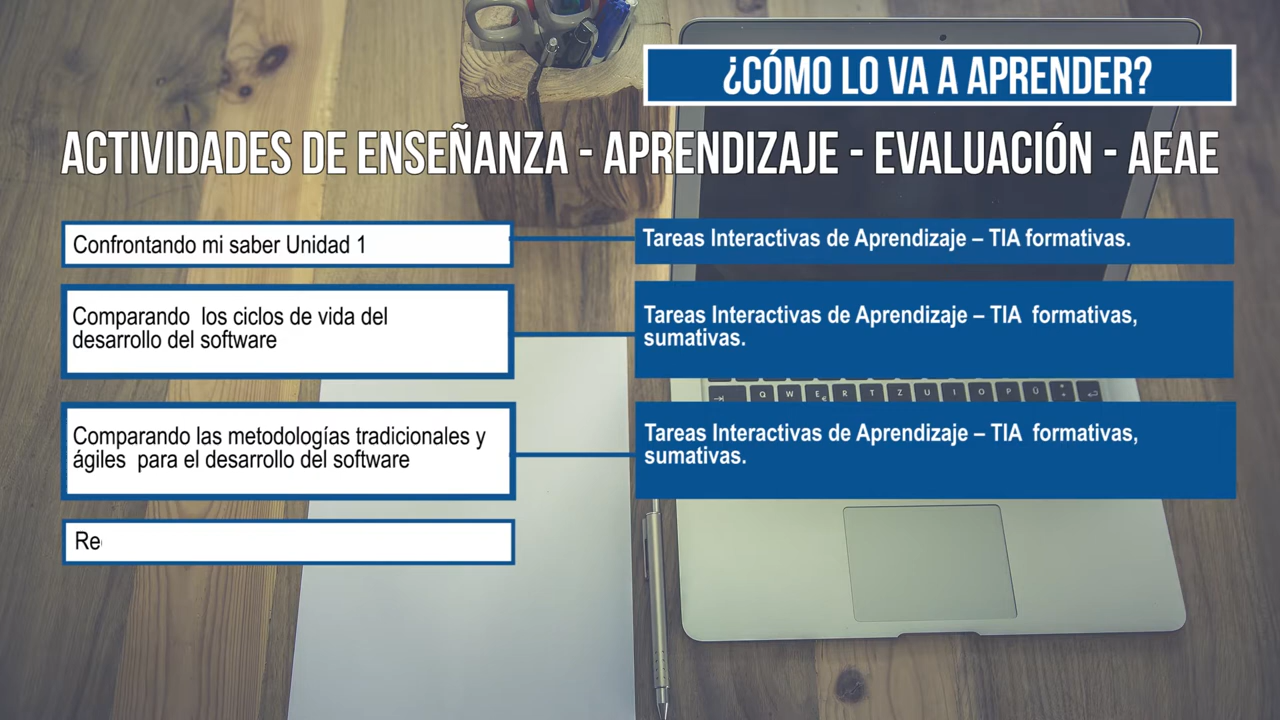 ¿CÓMO LO VA A APRENDER?
ACTIVIDADES DE ENSEÑANZA - APRENDIZAJE - EVALUACIÓN - AEAE
Confrontando mi saber Unidad 1
Tareas Interactivas de Aprendizaje – TIA formativas.
Comparando los ciclos de vida del
desarrollo del software
Tareas Interactivas de Aprendizaje – TIA formativas,
sumativas.
Comparando las metodologías tradicionales y
ágiles para el desarrollo del software
Tareas Interactivas de Aprendizaje – TIA formativas,
sumativas.
Re
Q W E R T Z U I O P Ü